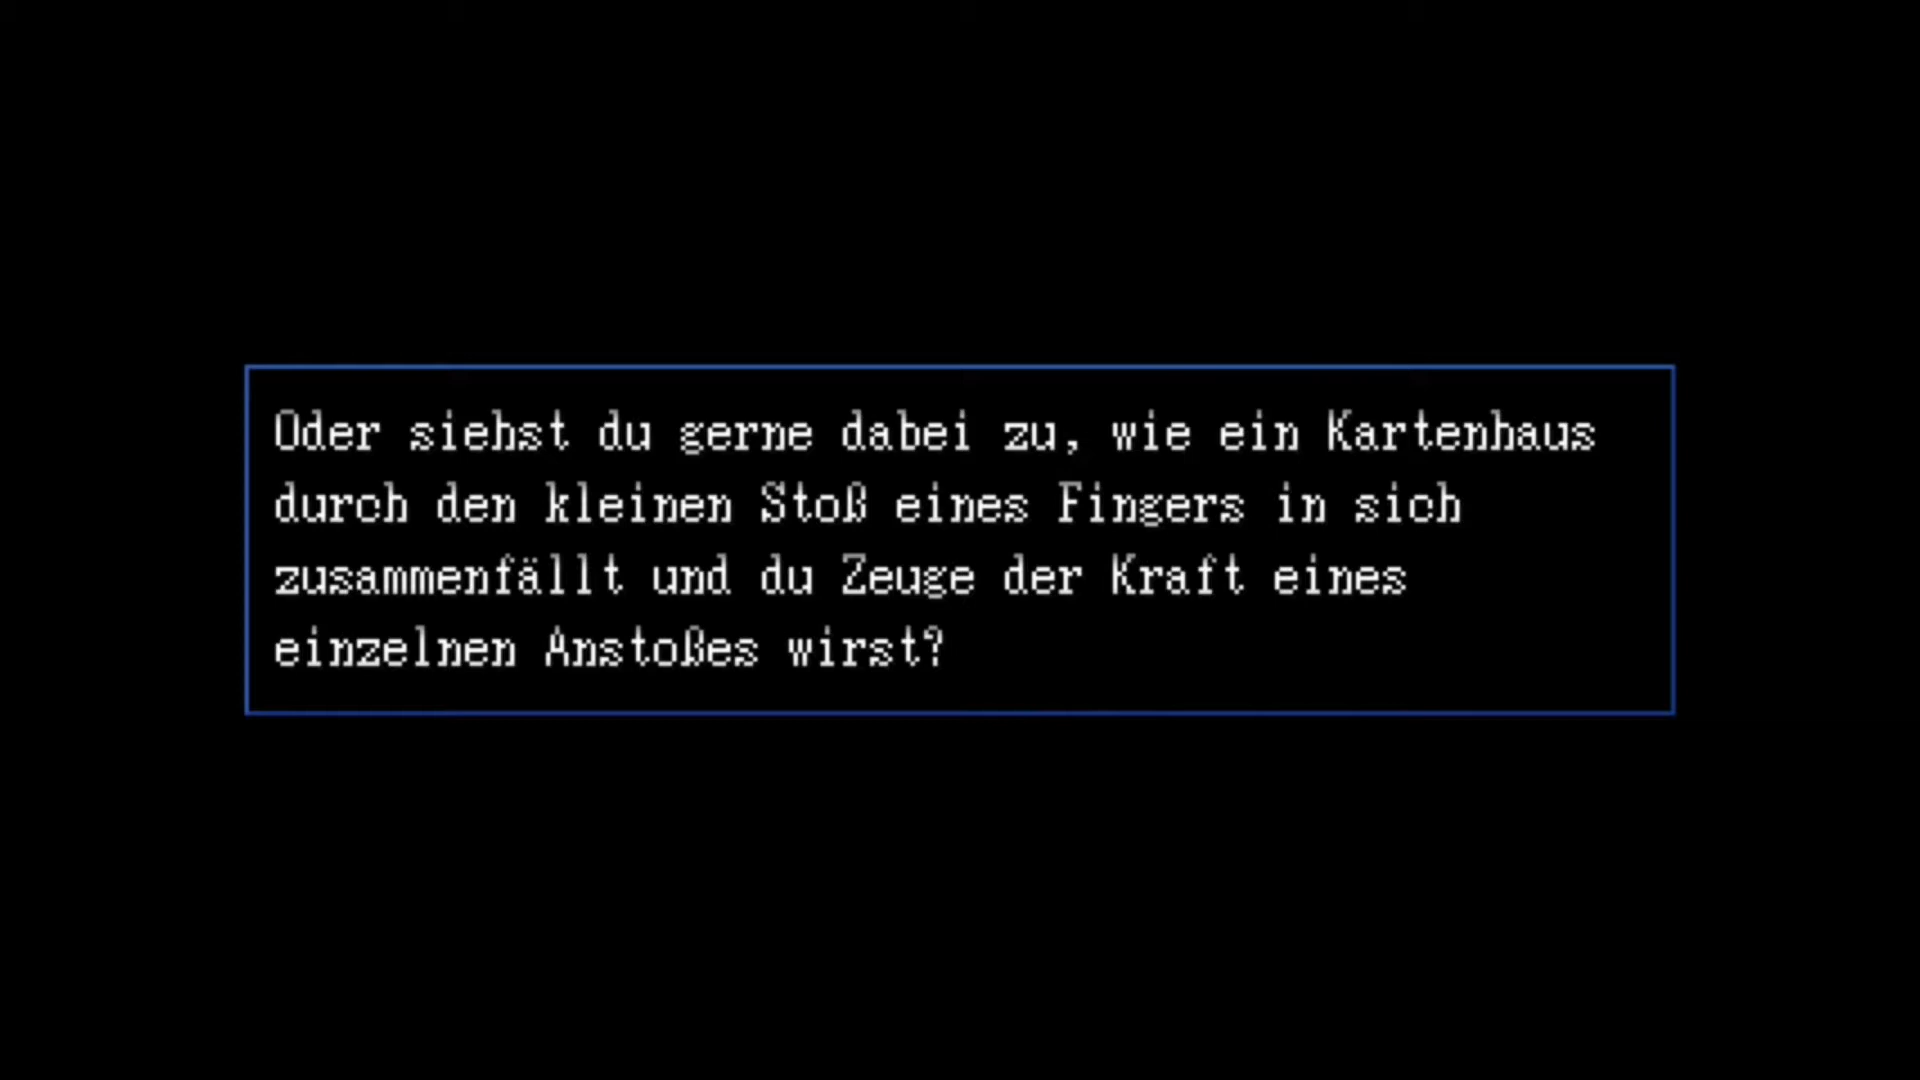 Oder siehst du gerne dabei zu, wie ein Kartenhaus
durch den kleinen Stoß eines Fingers in sich
zusammenfällt und du Zeuge der Kraft eines
einzelnen Anstoßes wirst?